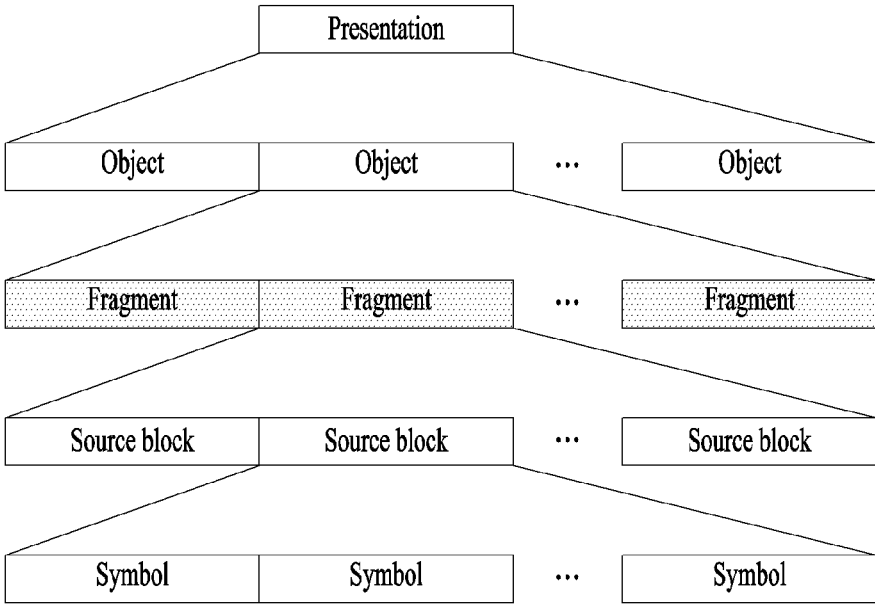 Presentation
Object Object ... Object
Fragment Fragment ... Fragment
Source block Source block ... Source block
Symbol Symbol ... Symbol